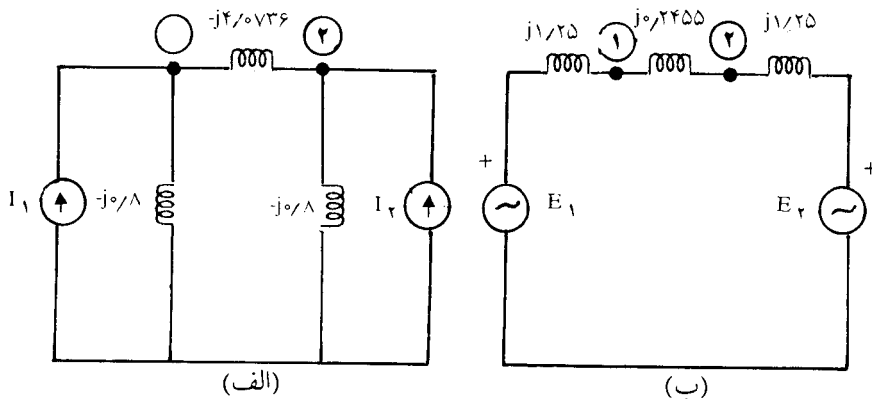 -j۴/۰۷۳۶
۲
I۱
-j۰/۸
-j۰/۸
I۲
(الف)
j۱/۲۵
۱
j۰/۲۴۵۵
۲
j۱/۲۵
+
E۱
E۲
+
(ب)